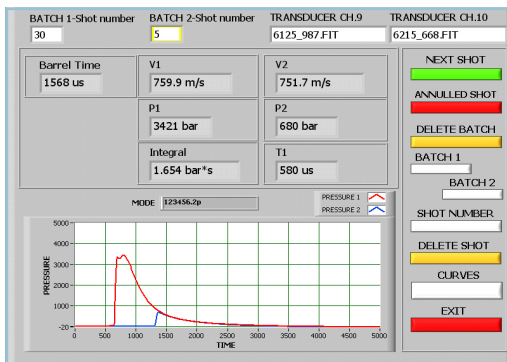 BATCH 1-Shot number
30
BATCH 2-Shot number
5
TRANSDUCER CH.9
6125_987.FIT
TRANSDUCER CH.10
6215_668.FIT
Barrel Time
1568 us
V1
759.9 m/s
V2
751.7 m/s
P1
3421 bar
P2
680 bar
Integral
1.654 bar*s
T1
580 us
MODE 123456.2p
PRESSURE 1
PRESSURE 2
PRESSURE
5000
4000
3000
2000
1000
-20
0 500 1000 1500 2000 2500 3000 3500 4000 4500 5000
TIME
NEXT SHOT
ANNULLED SHOT
DELETE BATCH
BATCH 1
BATCH 2
SHOT NUMBER
DELETE SHOT
CURVES
EXIT